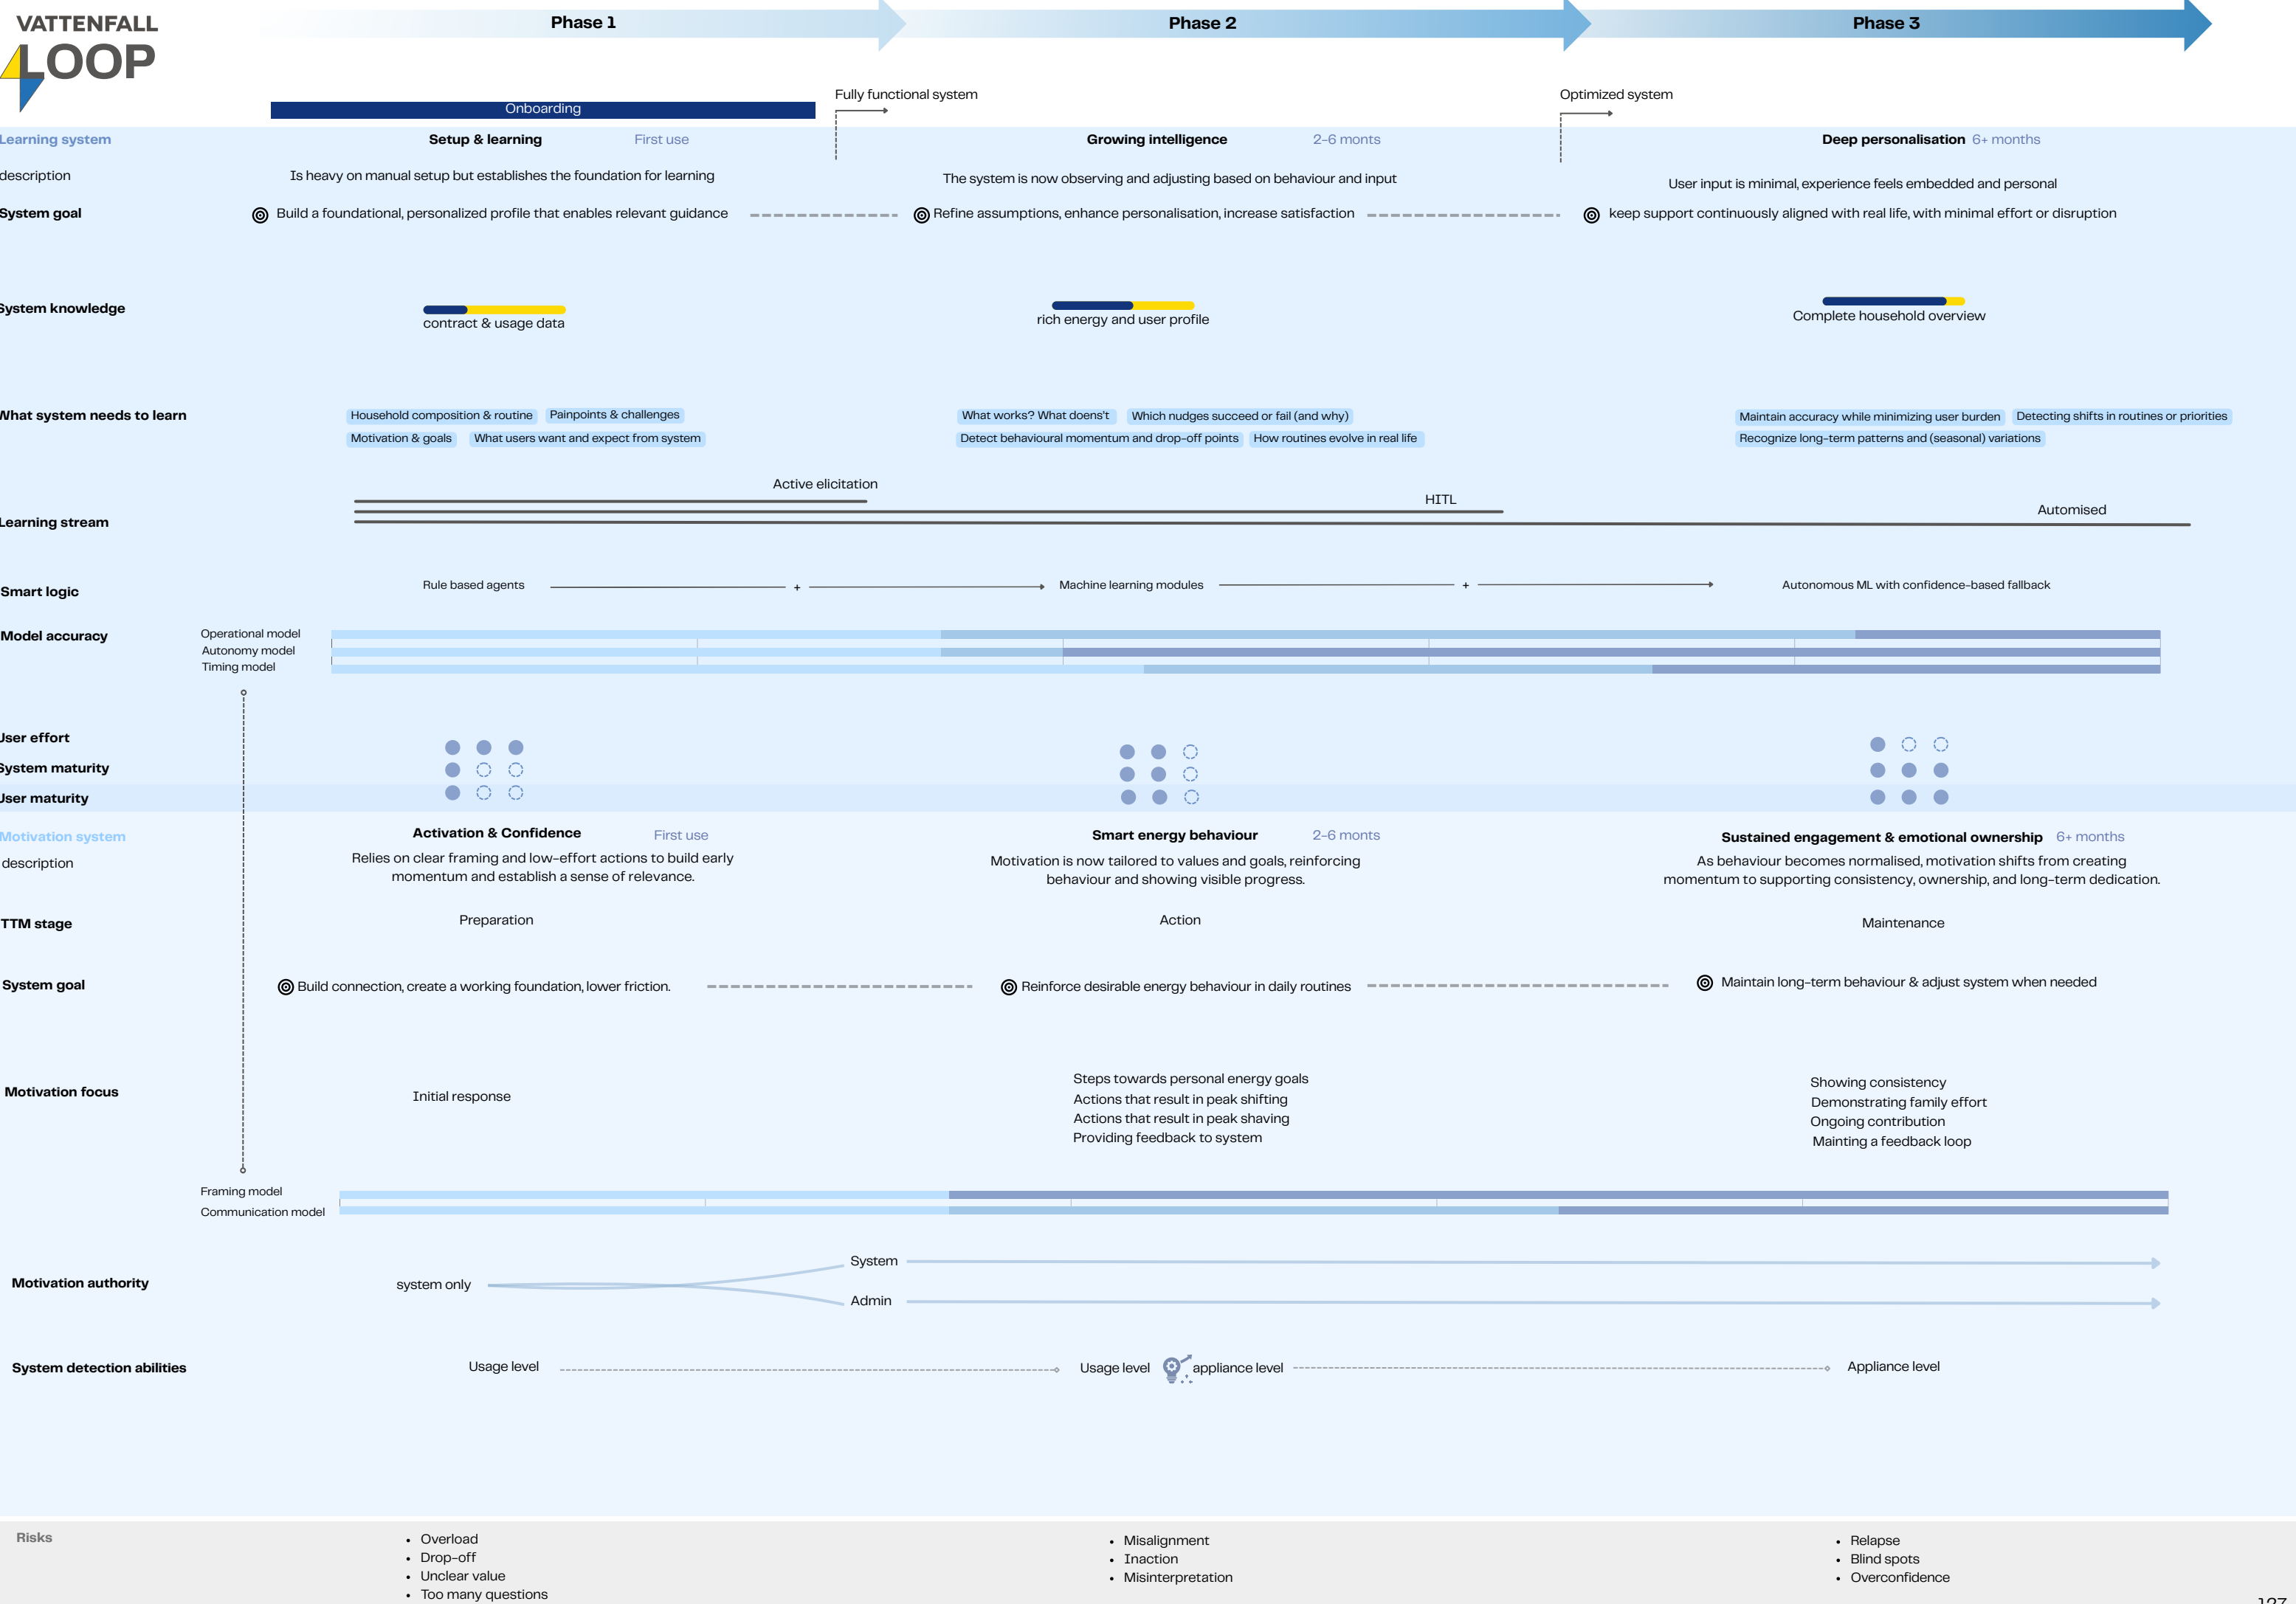 VATTENFALL
LOOP
Phase 1
Phase 2
Phase 3
Onboarding
Fully functional system
Optimized system
Learning system
Setup & learning
First use
Growing intelligence
2-6 monts
Deep personalisation
6+ months
description
Is heavy on manual setup but establishes the foundation for learning
The system is now observing and adjusting based on behaviour and input
User input is minimal, experience feels embedded and personal
System goal
Build a foundational, personalized profile that enables relevant guidance
Refine assumptions, enhance personalisation, increase satisfaction
keep support continuously aligned with real life, with minimal effort or disruption
System knowledge
contract & usage data
rich energy and user profile
Complete household overview
What system needs to learn
Household composition & routine
Painpoints & challenges
Motivation & goals
What users want and expect from system
What works? What doens't
Which nudges succeed or fail (and why)
Detect behavioural momentum and drop-off points
How routines evolve in real life
Maintain accuracy while minimizing user burden
Detecting shifts in routines or priorities
Recognize long-term patterns and (seasonal) variations
Learning stream
Active elicitation
HITL
Automised
Smart logic
Rule based agents
+
Machine learning modules
+
Autonomous ML with confidence-based fallback
Model accuracy
Operational model
Autonomy model
Timing model
User effort
System maturity
User maturity
Motivation system
Activation & Confidence
First use
Smart energy behaviour
2-6 monts
Sustained engagement & emotional ownership
6+ months
description
Relies on clear framing and low-effort actions to build early
momentum and establish a sense of relevance.
Motivation is now tailored to values and goals, reinforcing
behaviour and showing visible progress.
As behaviour becomes normalised, motivation shifts from creating
momentum to supporting consistency, ownership, and long-term dedication.
TTM stage
Preparation
Action
Maintenance
System goal
Build connection, create a working foundation, lower friction.
Reinforce desirable energy behaviour in daily routines
Maintain long-term behaviour & adjust system when needed
Motivation focus
Initial response
Steps towards personal energy goals
Actions that result in peak shifting
Actions that result in peak shaving
Providing feedback to system
Showing consistency
Demonstrating family effort
Ongoing contribution
Mainting a feedback loop
Framing model
Communication model
Motivation authority
system only
System
Admin
System detection abilities
Usage level
Usage level
appliance level
Appliance level
Risks
• Overload
• Drop-off
• Unclear value
• Too many questions
• Misalignment
• Inaction
• Misinterpretation
• Relapse
• Blind spots
• Overconfidence
127